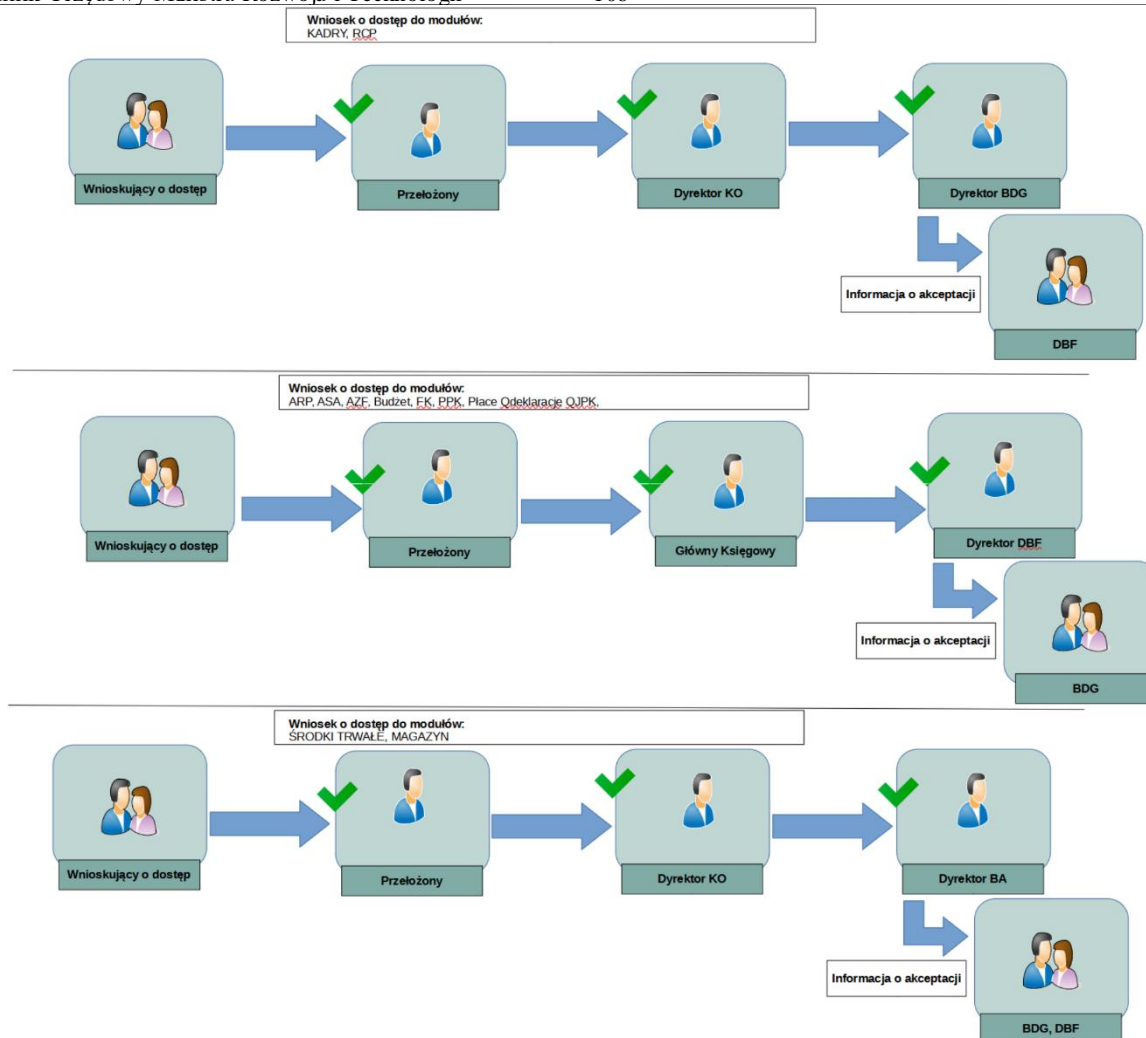 Wniosek o dostęp do modułów:
KADRY, RCP
Wnioskujący o dostęp
Przełożony
Dyrektor KO
Dyrektor BDG
Informacja o akceptacji
DBF
Wniosek o dostęp do modułów:
ARP, ASA, AZF, Budżet, FK, PPK, Płace Qdeklaracje QJPK,
Wnioskujący o dostęp
Przełożony
Główny Księgowy
Dyrektor DBF
Informacja o akceptacji
BDG
Wniosek o dostęp do modułów:
ŚRODKI TRWAŁE, MAGAZYN
Wnioskujący o dostęp
Przełożony
Dyrektor KO
Dyrektor BA
Informacja o akceptacji
BDG, DBF